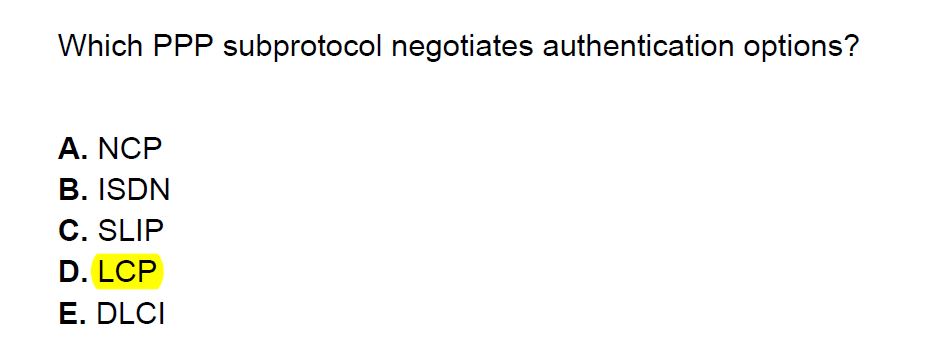 Which PPP subprotocol negotiates authentication options?
A. NCP
B. ISDN
C. SLIP
D. LCP
E. DLCI